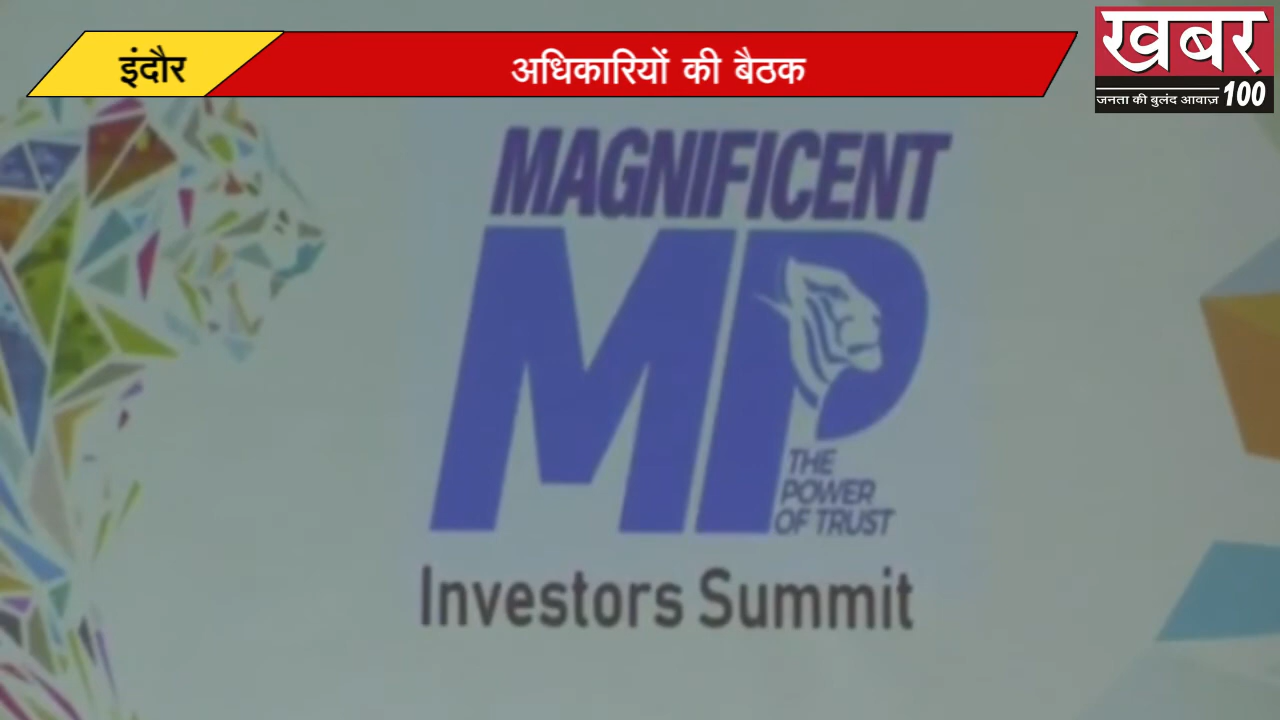 इंदौर
अधिकारियों की बैठक
खबर
जनता की बुलंद आवाज़ 100
MAGNIFICENT
MP
THE
POWER
OF TRUST
Investors Summit